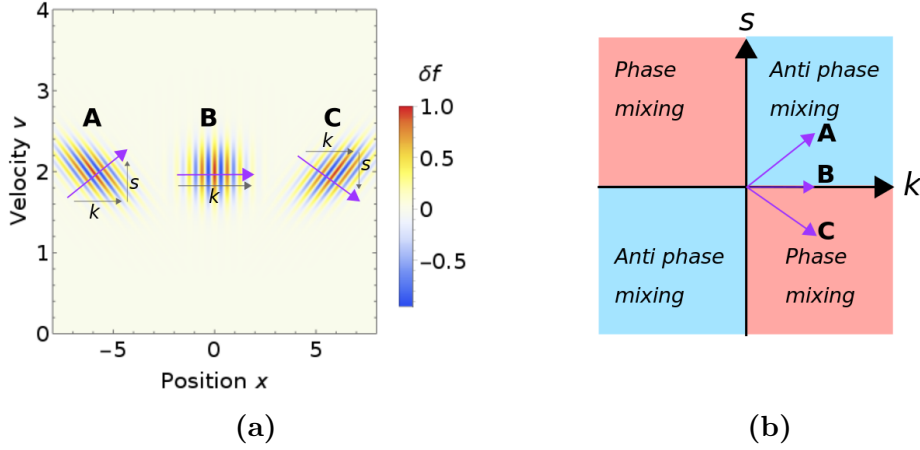 4
3
2
1
0
Velocity v
A
B
C
k
s
k
k
s
−5
0
5
Position x
δf
1.0
0.5
0
−0.5
(a)
s
Phase
mixing
Anti phase
mixing
A
B
C
k
Anti phase
mixing
Phase
mixing
(b)